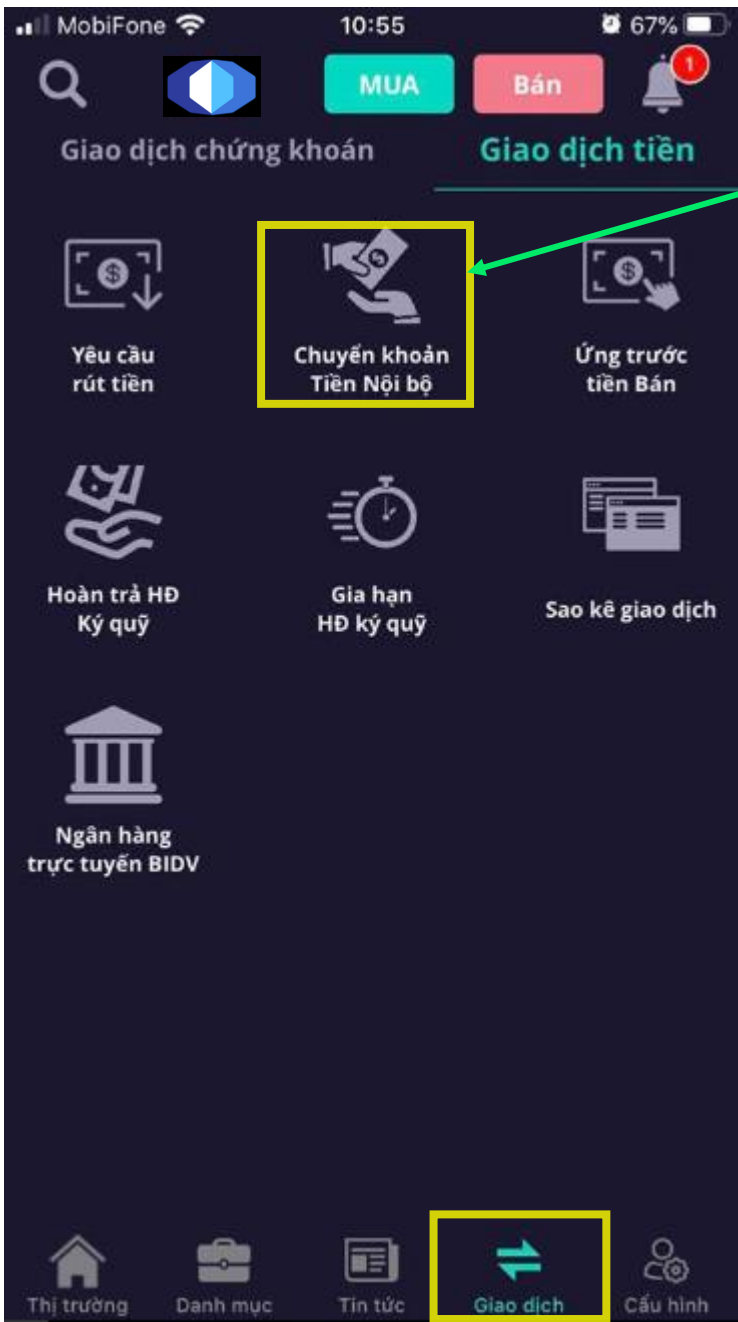 MobiFone 10:55 67%
MUA Bán 1
Giao dịch chứng khoán Giao dịch tiền
Yêu cầu
rút tiền
Chuyển khoản
Tiền Nội bộ
Ứng trước
tiền Bán
Hoàn trả HĐ
Ký quỹ
Gia hạn
HĐ ký quỹ
Sao kê giao dịch
Ngân hàng
trực tuyến BIDV
Thị trường Danh mục Tin tức Giao dịch Cấu hình